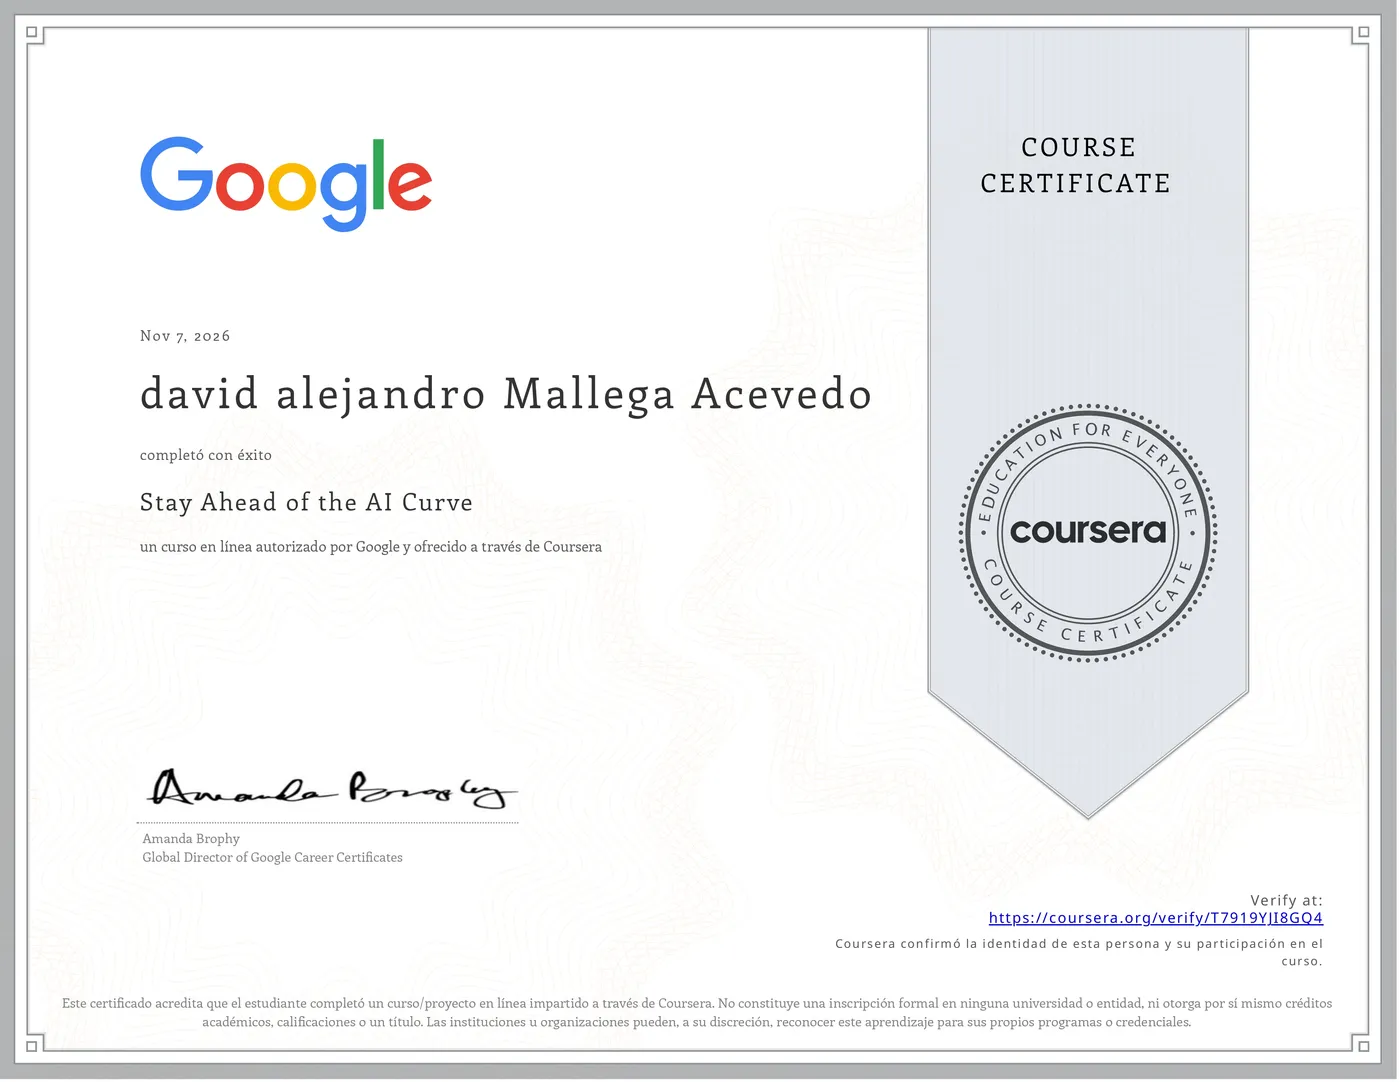 Google
COURSE
CERTIFICATE
Nov 7, 2026
david alejandro Mallega Acevedo
completó con éxito
Stay Ahead of the AI Curve
un curso en línea autorizado por Google y ofrecido a través de Coursera
EDUCATION FOR EVERYONE
coursera
COURSE CERTIFICATE
Amanda Brophy
Amanda Brophy
Global Director of Google Career Certificates
Verify at:
https://coursera.org/verify/T7919YJI8GQ4
Coursera confirmó la identidad de esta persona y su participación en el
curso.
Este certificado acredita que el estudiante completó un curso/proyecto en línea impartido a través de Coursera. No constituye una inscripción formal en ninguna universidad o entidad, ni otorga por sí mismo créditos
académicos, calificaciones o un título. Las instituciones u organizaciones pueden, a su discreción, reconocer este aprendizaje para sus propios programas o credenciales.